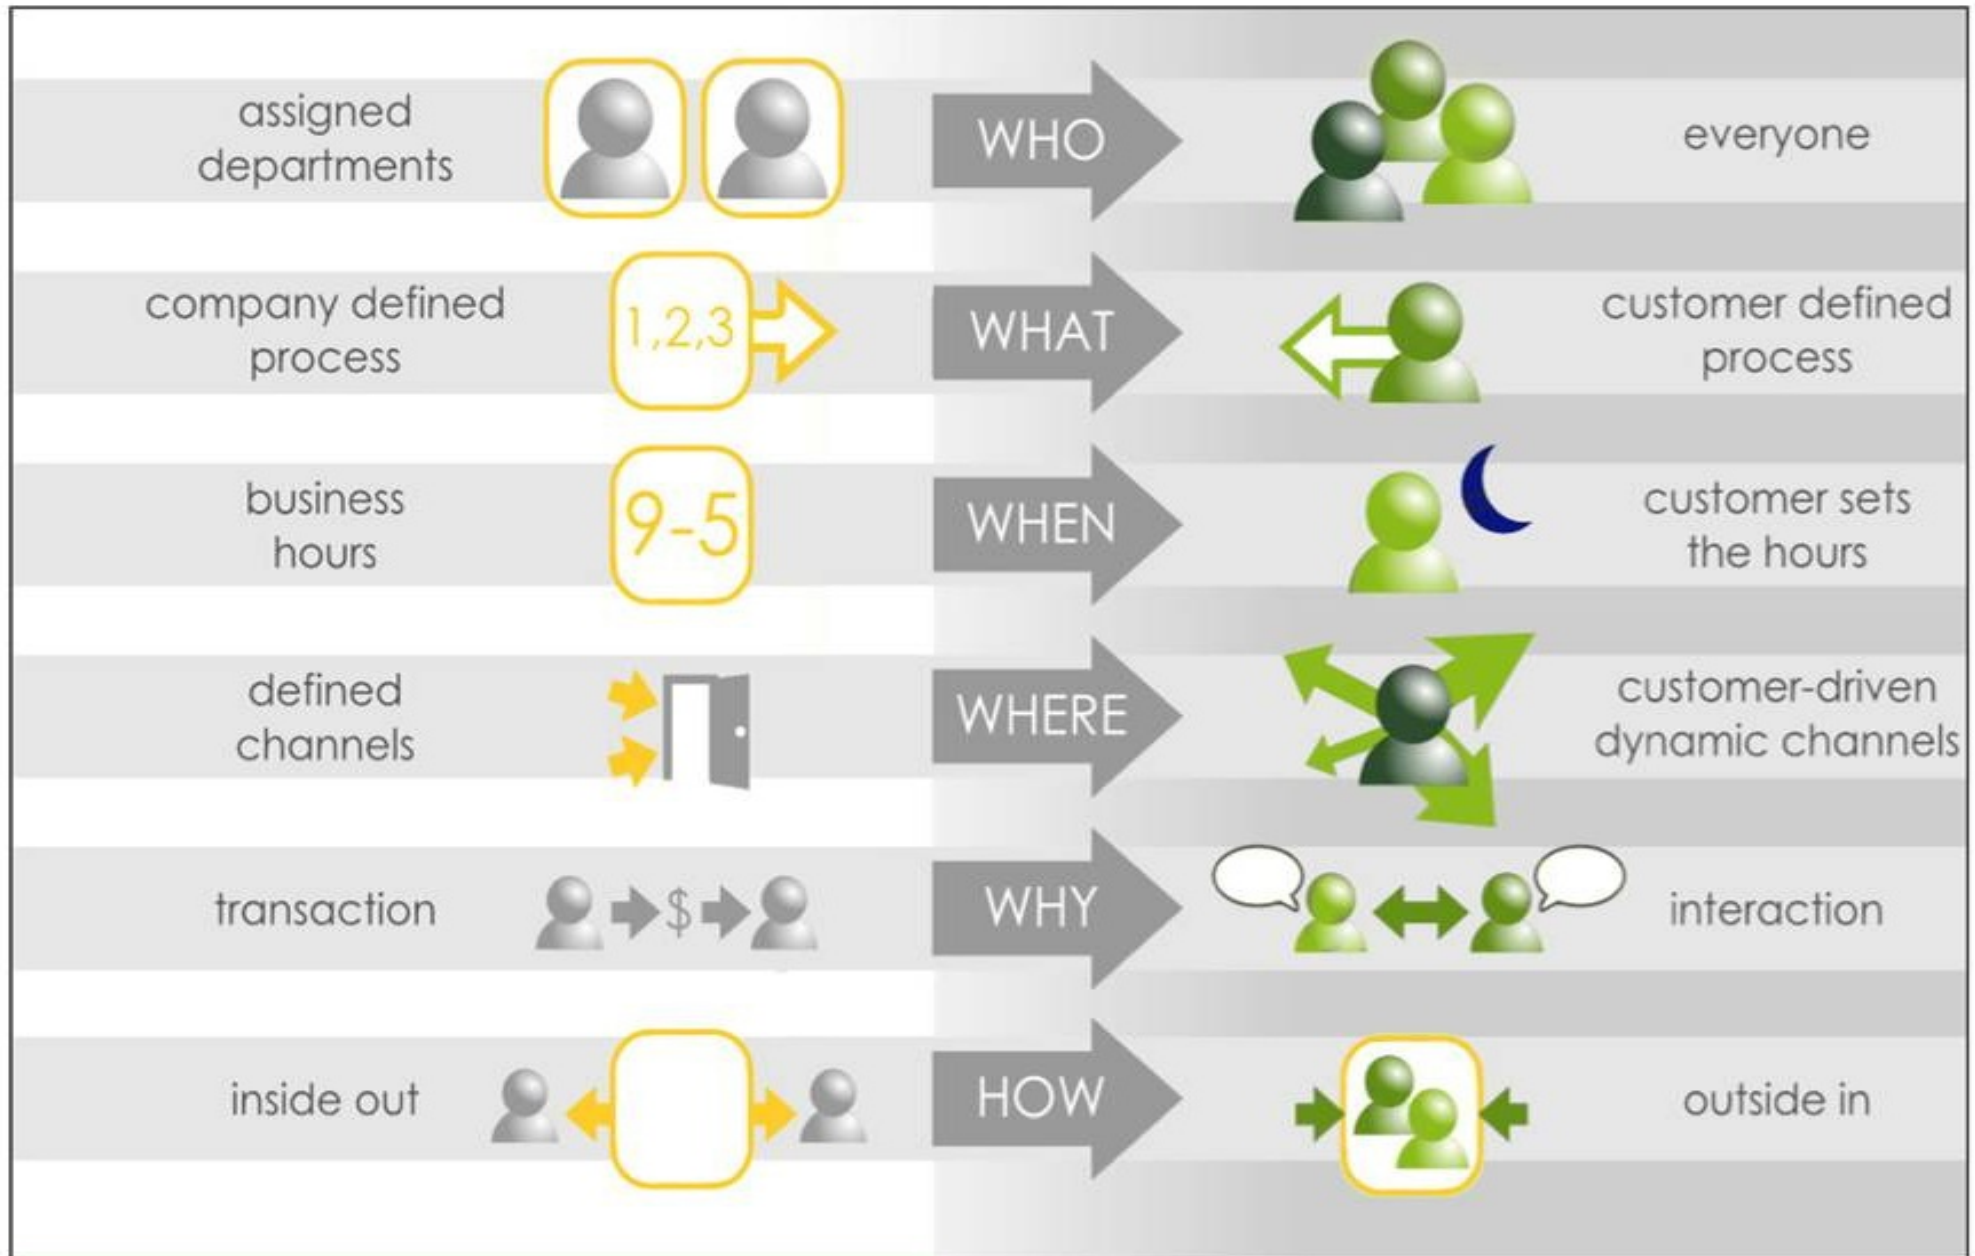 assigned
departments
WHO
everyone
company defined
process
1,2,3
WHAT
customer defined
process
business
hours
9-5
WHEN
customer sets
the hours
defined
channels
WHERE
customer-driven
dynamic channels
transaction
$
WHY
interaction
inside out
HOW
outside in